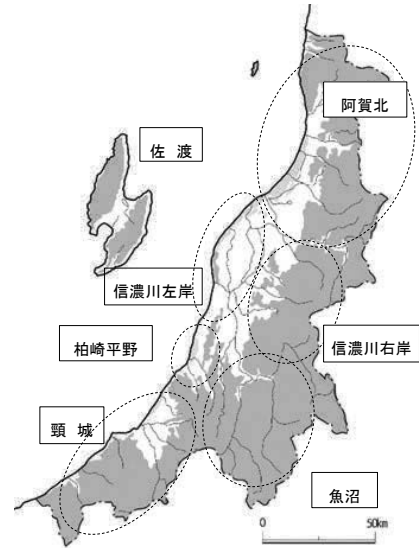 阿賀北
佐 渡
信濃川左岸
柏崎平野
信濃川右岸
頸 城
魚沼
0 50km